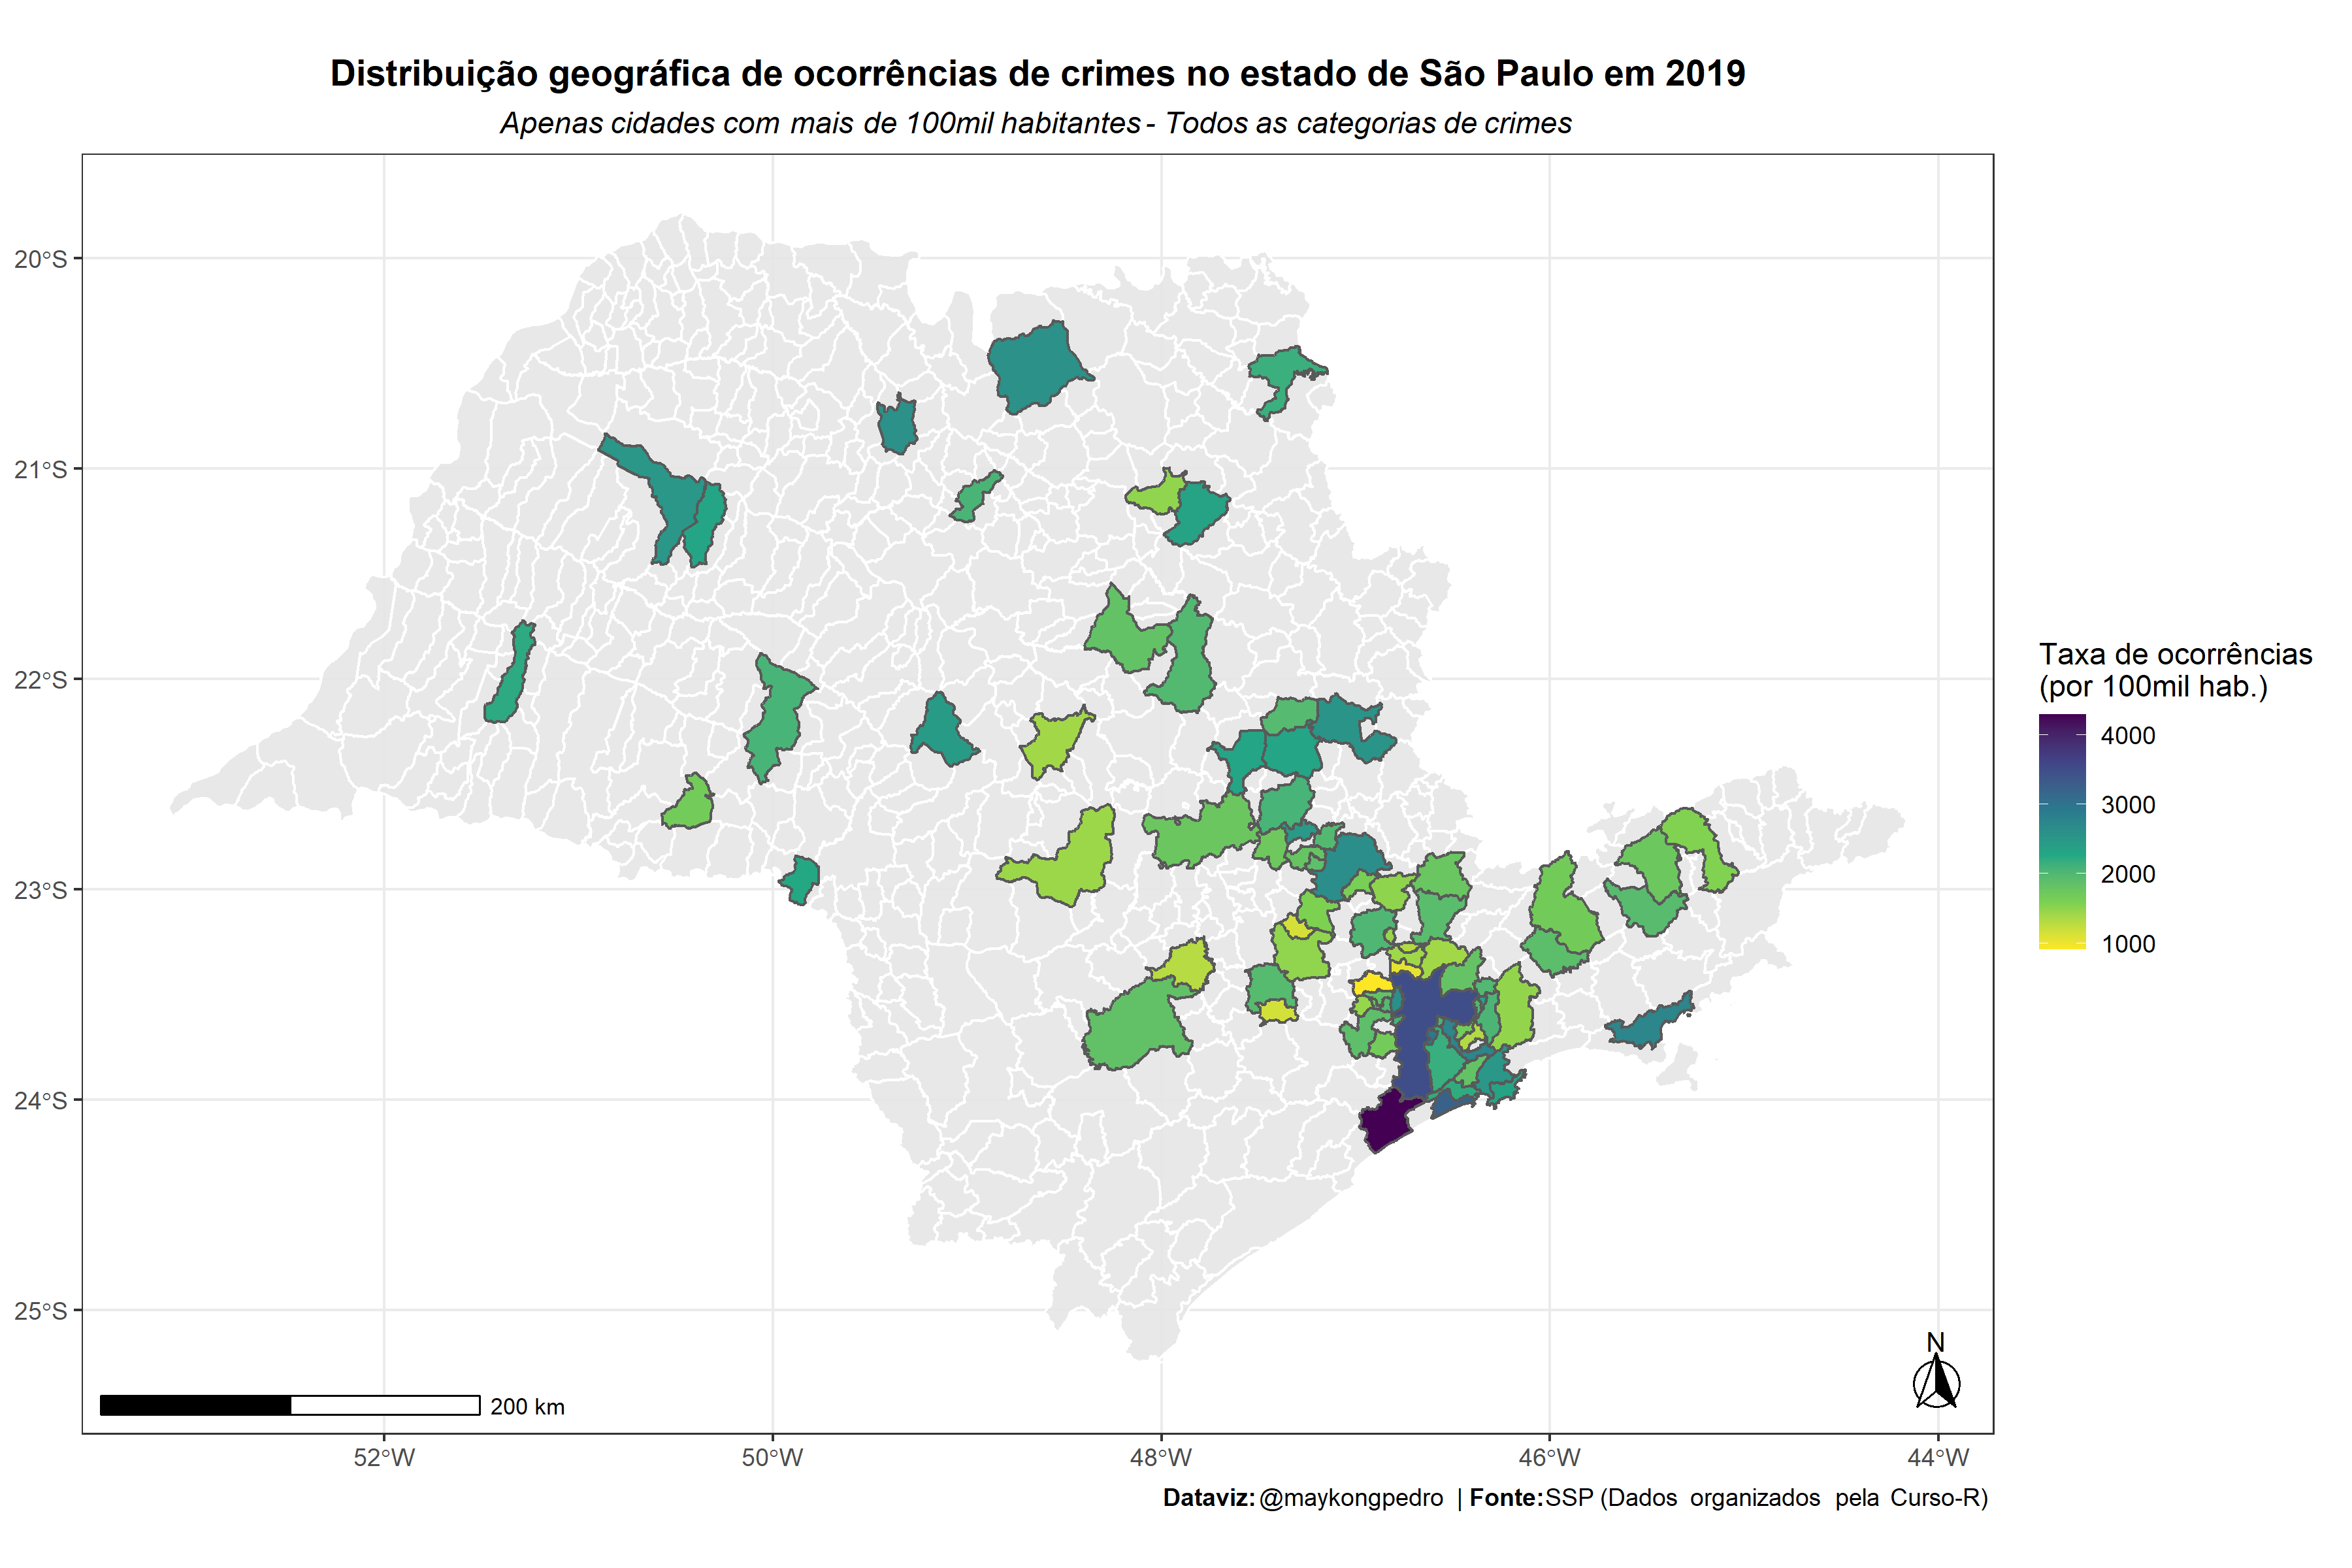 Distribuição geográfica de ocorrências de crimes no estado de São Paulo em 2019
Apenas cidades com mais de 100mil habitantes - Todos as categorias de crimes
20°S
21°S
22°S
23°S
24°S
25°S
52°W
50°W
48°W
46°W
44°W
200 km
N
Taxa de ocorrências
(por 100mil hab.)
4000
3000
2000
1000
Dataviz: @maykongpedro | Fonte:SSP (Dados organizados pela Curso-R)